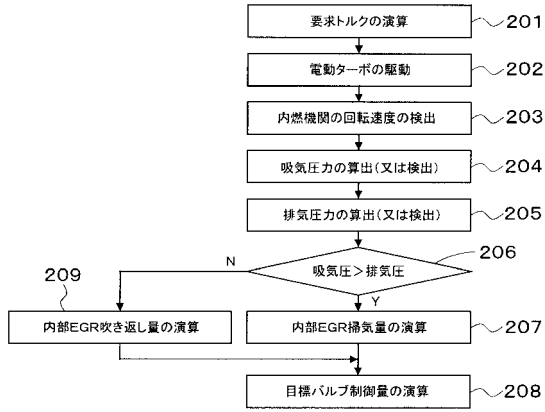 要求トルクの演算
201
電動ターボの駆動
202
内燃機関の回転速度の検出
203
吸気圧力の算出(又は検出)
204
排気圧力の算出(又は検出)
205
206
吸気圧>排気圧
N
Y
209
内部EGR吹き返し量の演算
内部EGR掃気量の演算
207
目標バルブ制御量の演算
208